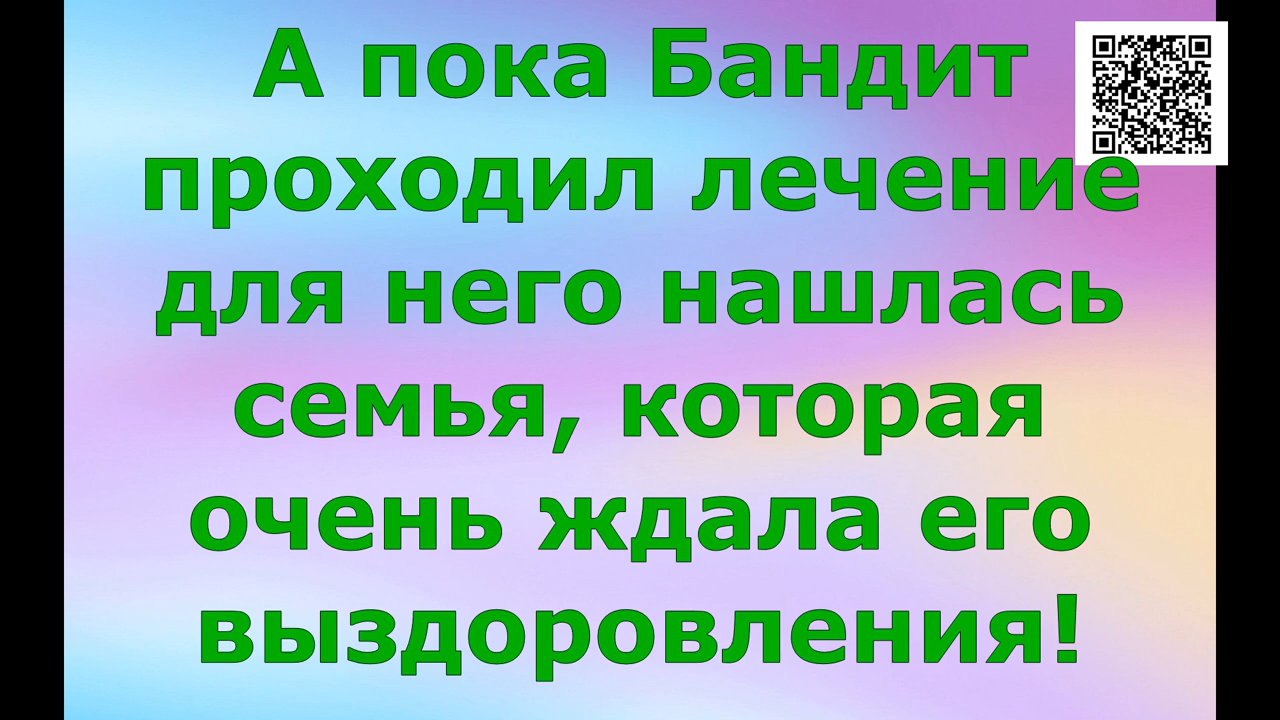 А пока Бандит
проходил лечение
для него нашлась
семья, которая
очень ждала его
выздоровления!